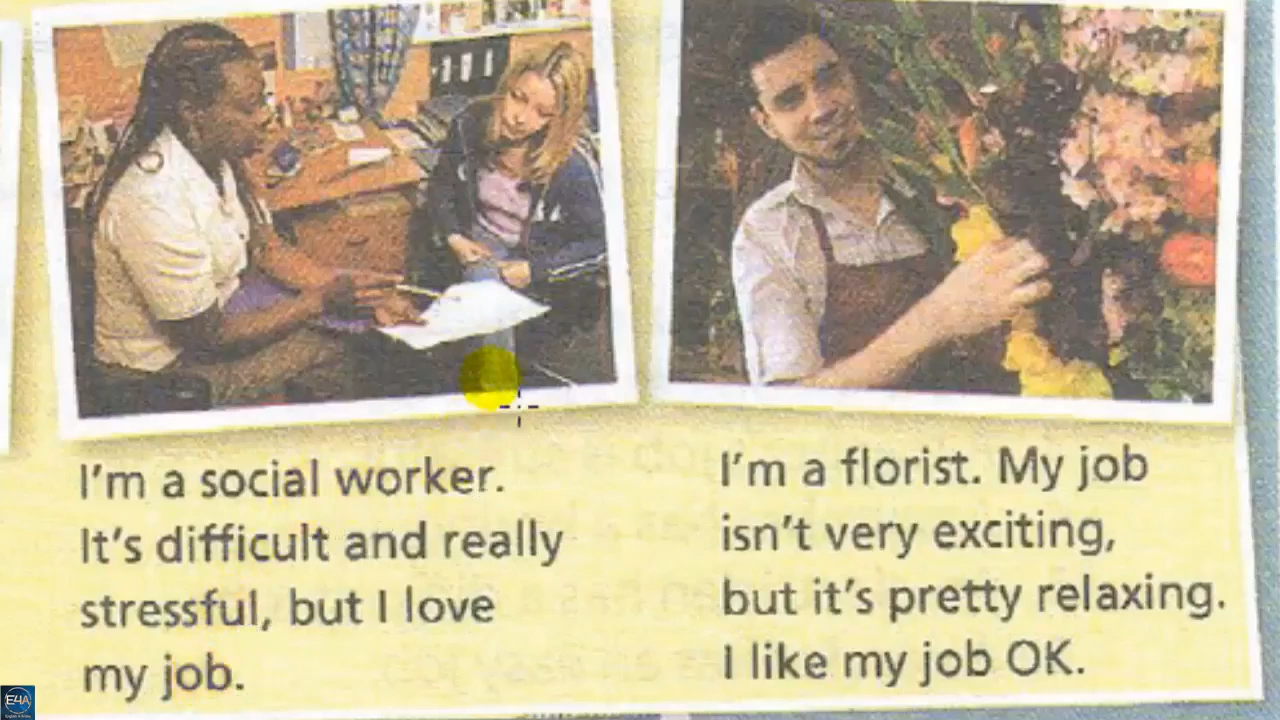 I'm a social worker.
It's difficult and really
stressful, but I love
my job.
I'm a florist. My job
isn't very exciting,
but it's pretty relaxing.
I like my job OK.
E4A